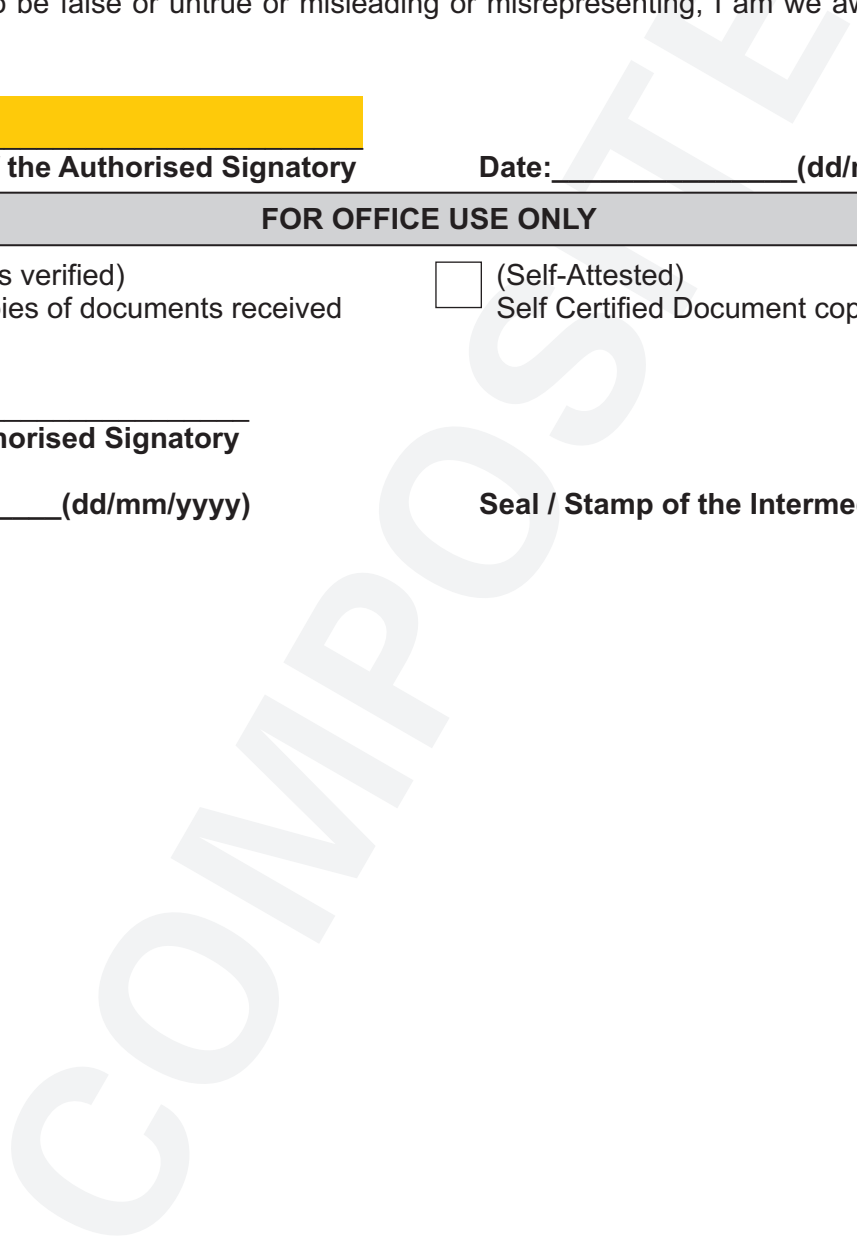 o be false or untrue or misleading or misrepresenting, I am we aw
the Authorised Signatory Date:_______________(dd/
FOR OFFICE USE ONLY
s verified) (Self-Attested)
ies of documents received Self Certified Document cop
horised Signatory
____(dd/mm/yyyy) Seal / Stamp of the Interme
COMPOSITE